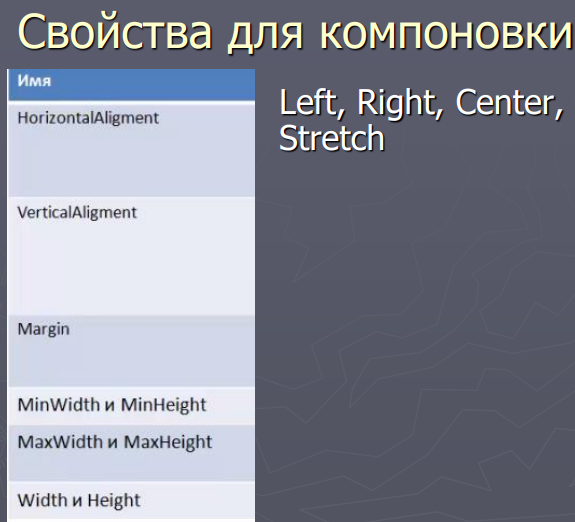 Свойства для компоновки
Имя
HorizontalAligment
VerticalAligment
Margin
MinWidth и MinHeight
MaxWidth и MaxHeight
Width и Height
Left, Right, Center,
Stretch